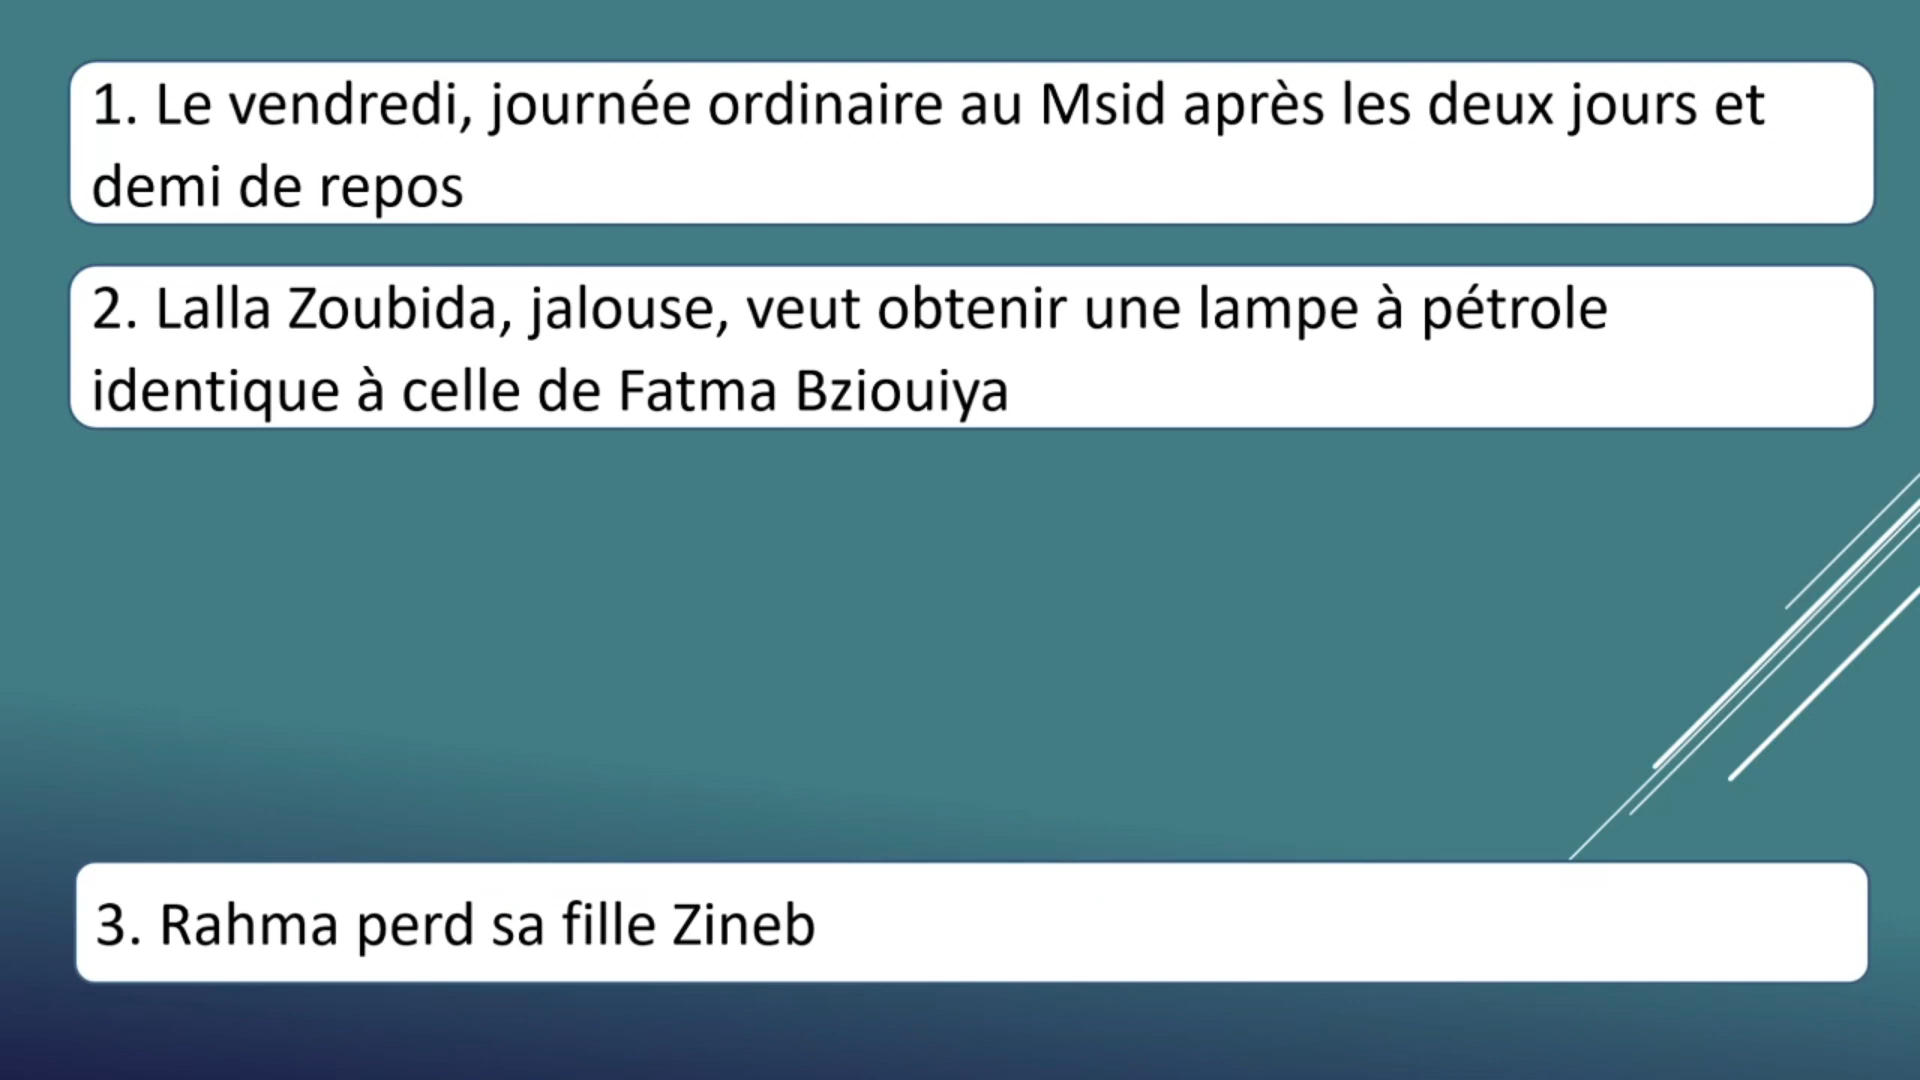 1. Le vendredi, journée ordinaire au Msid après les deux jours et
demi de repos
2. Lalla Zoubida, jalouse, veut obtenir une lampe à pétrole
identique à celle de Fatma Bziouiya
3. Rahma perd sa fille Zineb